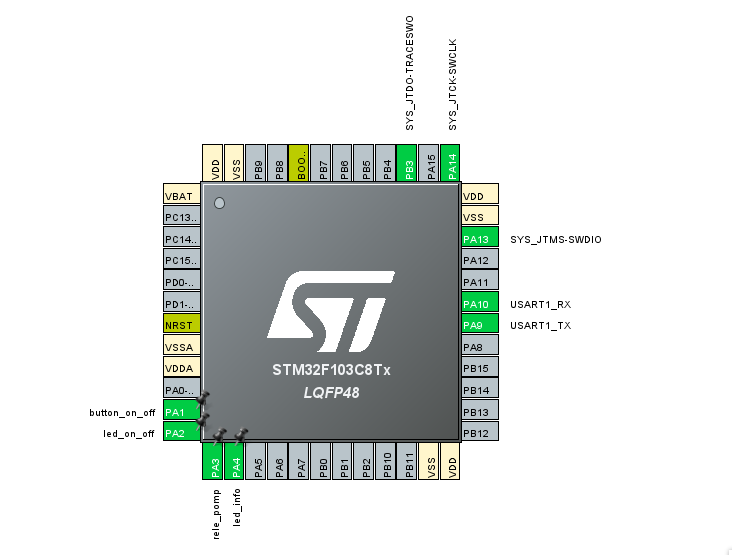 SYS_JTDO-TRACESWO
SYS_JTCK-SWCLK
VDD
VSS
PB9
PB8
BOO..
PB7
PB6
PB5
PB4
PB3
PA15
PA14
VBAT
PC13..
PC14..
PC15..
PD0-..
PD1-..
NRST
VSSA
VDDA
PA0-..
button_on_off
PA1
led_on_off
PA2
VDD
VSS
PA13
SYS_JTMS-SWDIO
PA12
PA11
PA10
USART1_RX
PA9
USART1_TX
PA8
PB15
PB14
PB13
PB12
ST
STM32F103C8Tx
LQFP48
PA3
PA4
PA5
PA6
PA7
PB0
PB1
PB2
PB10
PB11
VSS
VDD
rele_pomp
led_info